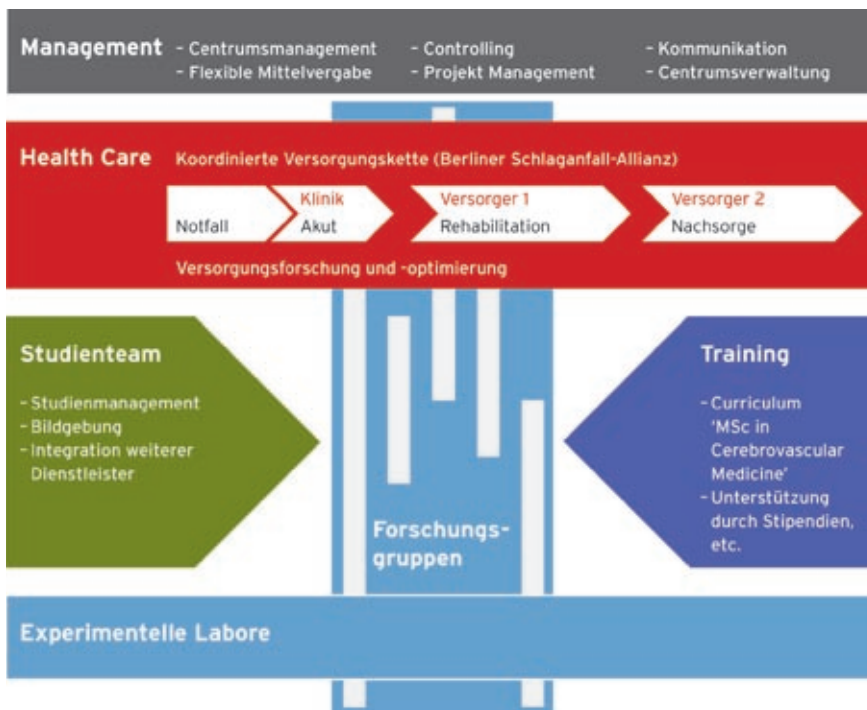 Management
– Centrumsmanagement
– Flexible Mittelvergabe
– Controlling
– Projekt Management
– Kommunikation
– Centrumsverwaltung
Health Care
Koordinierte Versorgungskette (Berliner Schlaganfall-Allianz)
Notfall
Klinik
Akut
Versorger 1
Rehabilitation
Versorger 2
Nachsorge
Versorgungsforschung und -optimierung
Studienteam
– Studienmanagement
– Bildgebung
– Integration weiterer
Dienstleister
Forschungs-
gruppen
Training
– Curriculum
'MSc in
Cerebrovascular
Medicine'
– Unterstützung
durch Stipendien,
etc.
Experimentelle Labore